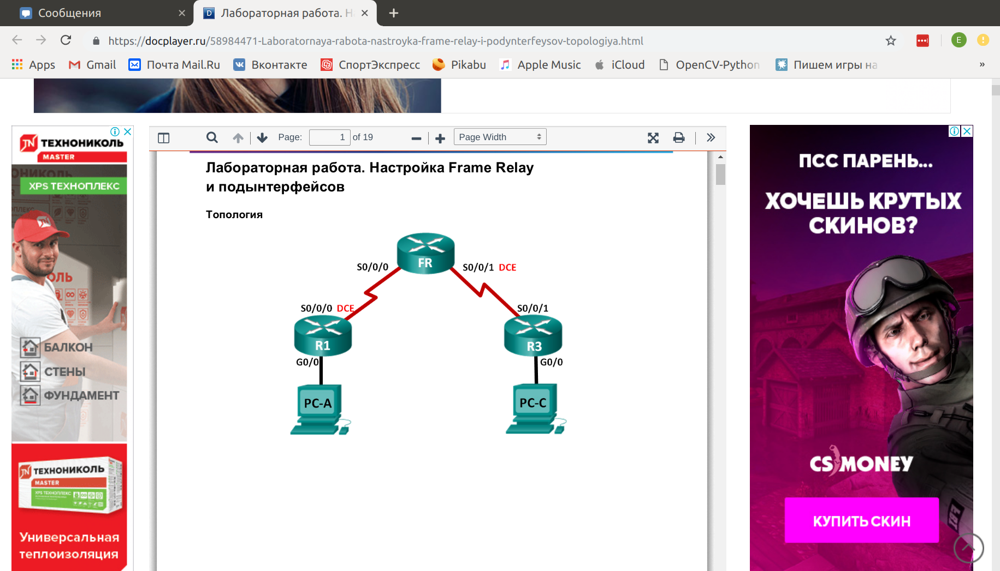 Сообщения
Лабораторная работа. Н
https://docplayer.ru/58984471-Laboratornaya-rabota-nastroyka-frame-relay-i-podynterfeysov-topologiya.html
E
Apps
Gmail
Почта Mail.Ru
Вконтакте
СпортЭкспресс
Pikabu
Apple Music
iCloud
OpenCV-Python
Пишем игры на
»
ТЕХНОНИКОЛЬ
MASTER
XPS ТЕХНОПЛЕКС
БАЛКОН
СТЕНЫ
ФУНДАМЕНТ
ТЕХНОНИКОЛЬ
MASTER
XPS ТЕХНОПЛЕКС
Универсальная
теплоизоляция
Page:
1
of 19
Page Width
Лабораторная работа. Настройка Frame Relay
и подынтерфейсов
Топология
FR
S0/0/0
S0/0/1 DCE
S0/0/0 DCE
S0/0/1
R1
R3
G0/0
G0/0
PC-A
PC-C
ПСС ПАРЕНЬ...
ХОЧЕШЬ КРУТЫХ
СКИНОВ?
CS MONEY
КУПИТЬ СКИН